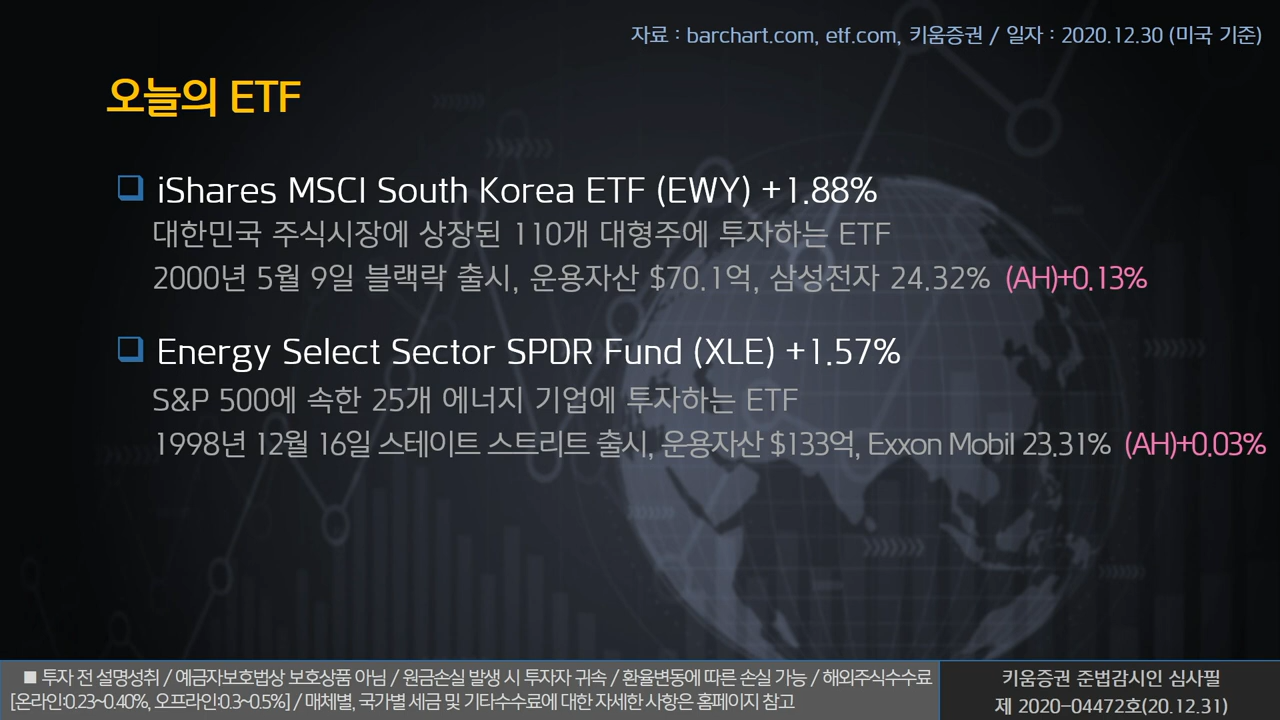 자료 : barchart.com, etf.com, 키움증권 / 일자 : 2020.12.30 (미국 기준)
오늘의 ETF
❑ iShares MSCI South Korea ETF (EWY) +1.88%
대한민국 주식시장에 상장된 110개 대형주에 투자하는 ETF
2000년 5월 9일 블랙락 출시, 운용자산 $70.1억, 삼성전자 24.32% (AH)+0.13%
❑ Energy Select Sector SPDR Fund (XLE) +1.57%
S&P 500에 속한 25개 에너지 기업에 투자하는 ETF
1998년 12월 16일 스테이트 스트리트 출시, 운용자산 $133억, Exxon Mobil 23.31% (AH)+0.03%
■ 투자 전 설명청취 / 예금자보호법상 보호상품 아님 / 원금손실 발생 시 투자자 귀속 / 환율변동에 따른 손실 가능 / 해외주식수수료
[온라인:0.23~0.40%, 오프라인:0.3~0.5%] / 매체별, 국가별 세금 및 기타수수료에 대한 자세한 사항은 홈페이지 참고
키움증권 준법감시인 심사필
제 2020-04472호(20.12.31)